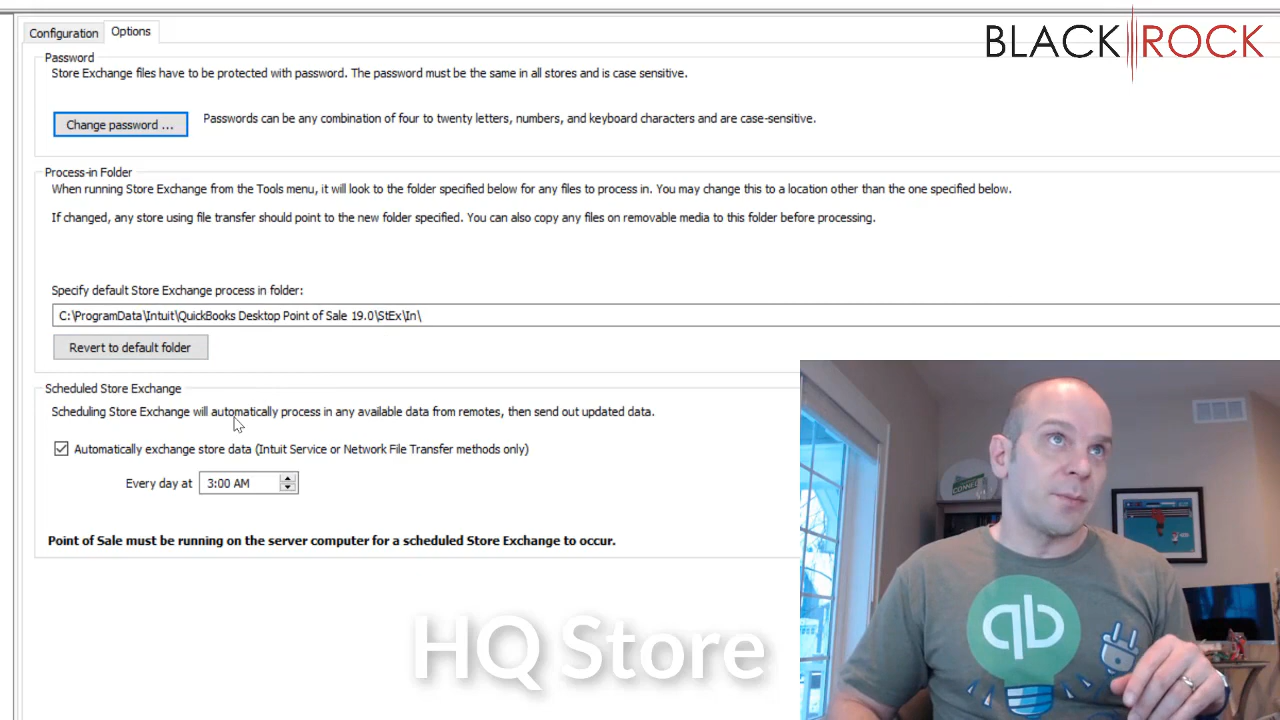 Configuration
Options
BLACK ROCK
Password
Store Exchange files have to be protected with password. The password must be the same in all stores and is case sensitive.
Change password ...
Passwords can be any combination of four to twenty letters, numbers, and keyboard characters and are case-sensitive.
Process-in Folder
When running Store Exchange from the Tools menu, it will look to the folder specified below for any files to process in. You may change this to a location other than the one specified below.
If changed, any store using file transfer should point to the new folder specified. You can also copy any files on removable media to this folder before processing.
Specify default Store Exchange process in folder:
C:\ProgramData\Intuit\QuickBooks Desktop Point of Sale 19.0\StEx\In\
Revert to default folder
Scheduled Store Exchange
Scheduling Store Exchange will automatically process in any available data from remotes, then send out updated data.
Automatically exchange store data (Intuit Service or Network File Transfer methods only)
Every day at
3:00 AM
Point of Sale must be running on the server computer for a scheduled Store Exchange to occur.
HQ Store
CONNECT
qb